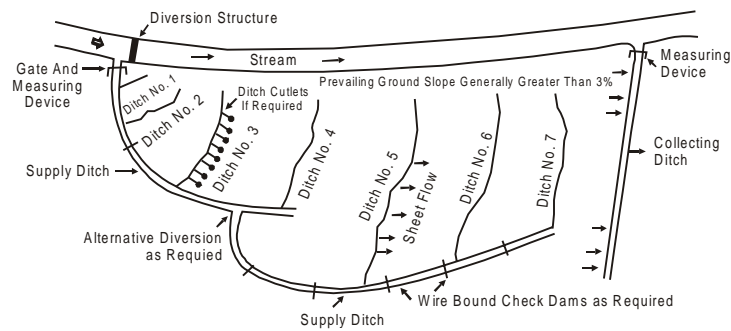 Diversion Structure
Stream
Gate And
Measuring
Device
Measuring
Device
Prevailing Ground Slope Generally Greater Than 3%
Ditch No. 1
Ditch No. 2
Ditch Cutlets
If Required
Ditch No. 3
Ditch No. 4
Ditch No. 5
Sheet Flow
Ditch No. 6
Ditch No. 7
Collecting
Ditch
Supply Ditch
Alternative Diversion
as Requied
Wire Bound Check Dams as Required
Supply Ditch